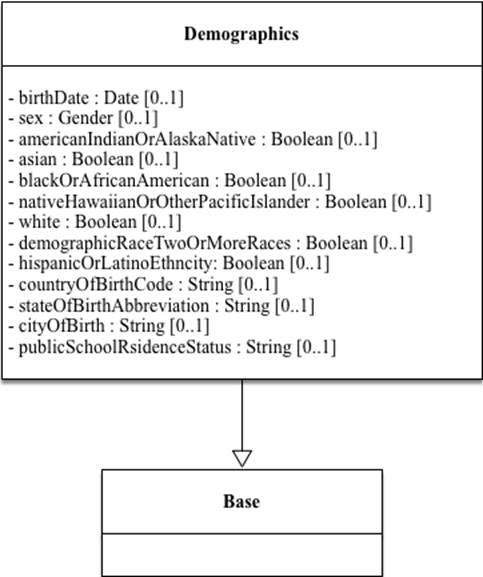 Demographics
- birthDate : Date [0..1]
- sex : Gender [0..1]
- americanIndianOrAlaskaNative : Boolean [0..1]
- asian : Boolean [0..1]
- blackOrAfricanAmerican : Boolean [0..1]
- nativeHawaiianOrOtherPacificIslander : Boolean [0..1]
- white : Boolean [0..1]
- demographicRaceTwoOrMoreRaces : Boolean [0..1]
- hispanicOrLatinoEthncity: Boolean [0..1]
- countryOfBirthCode : String [0..1]
- stateOfBirthAbbreviation : String [0..1]
- cityOfBirth : String [0..1]
- publicSchoolRsidenceStatus : String [0..1]
Base